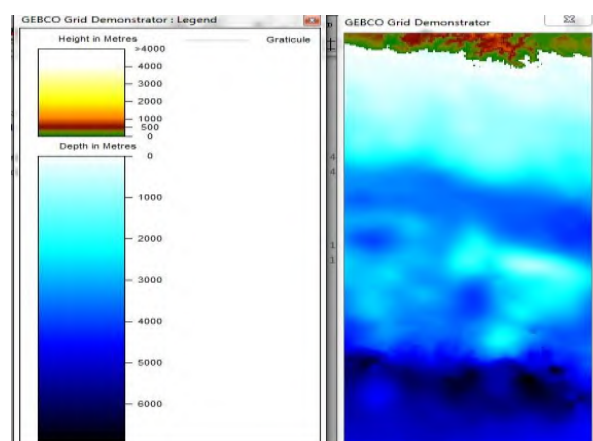 GEBCO Grid Demonstrator : Legend
Height in Metres
Graticule
>4000
4000
3000
2000
1000
500
0
Depth in Metres
0
1000
2000
3000
4000
5000
6000
GEBCO Grid Demonstrator